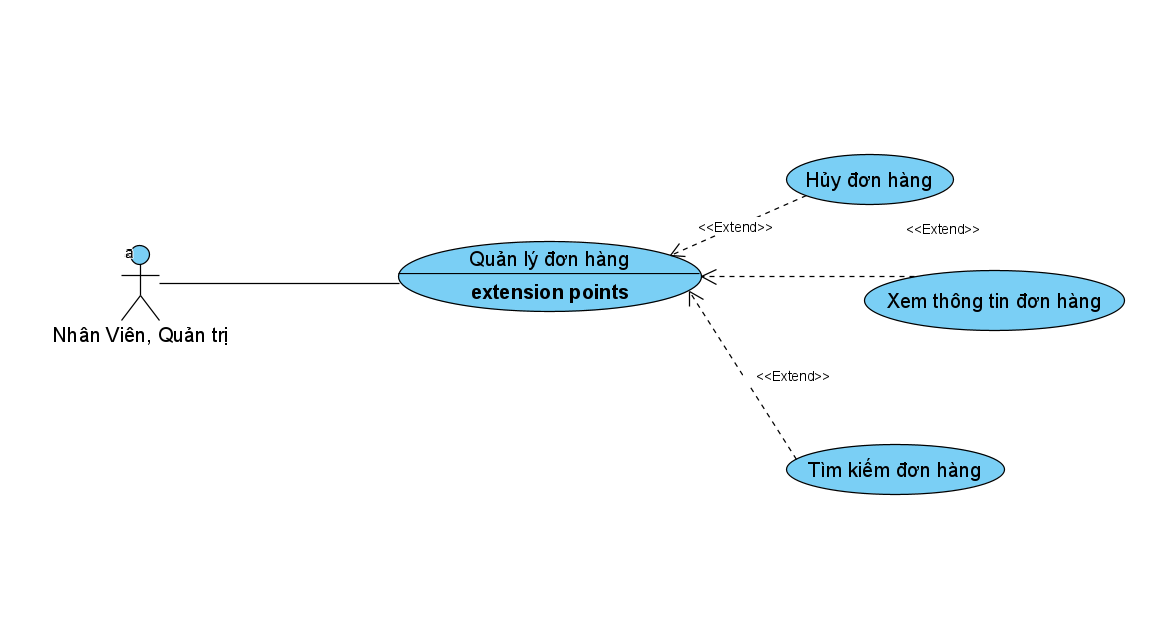 Hủy đơn hàng
<<Extend>>
<<Extend>>
a
Quản lý đơn hàng
extension points
Xem thông tin đơn hàng
Nhân Viên, Quản trị
<<Extend>>
Tìm kiếm đơn hàng